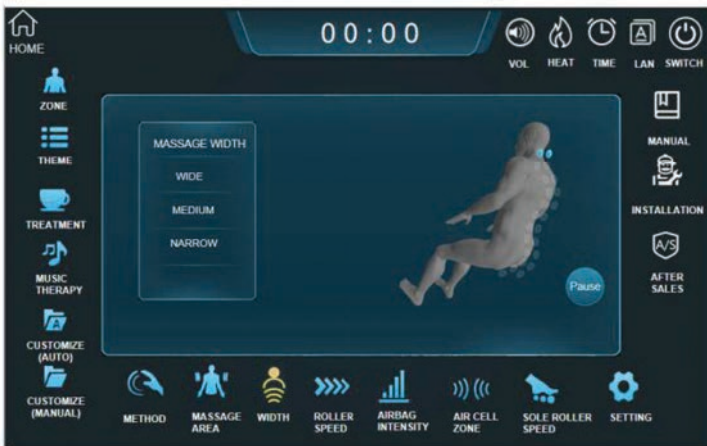 HOME
00:00
VOL
HEAT
TIME
A
LAN
SWITCH
ZONE
THEME
TREATMENT
MUSIC
THERAPY
A
CUSTOMIZE
(AUTO)
CUSTOMIZE
(MANUAL)
MASSAGE WIDTH
WIDE
MEDIUM
NARROW
Pause
MANUAL
INSTALLATION
A/S
AFTER
SALES
METHOD
MASSAGE
AREA
WIDTH
ROLLER
SPEED
AIRBAG
INTENSITY
AIR CELL
ZONE
SOLE ROLLER
SPEED
SETTING